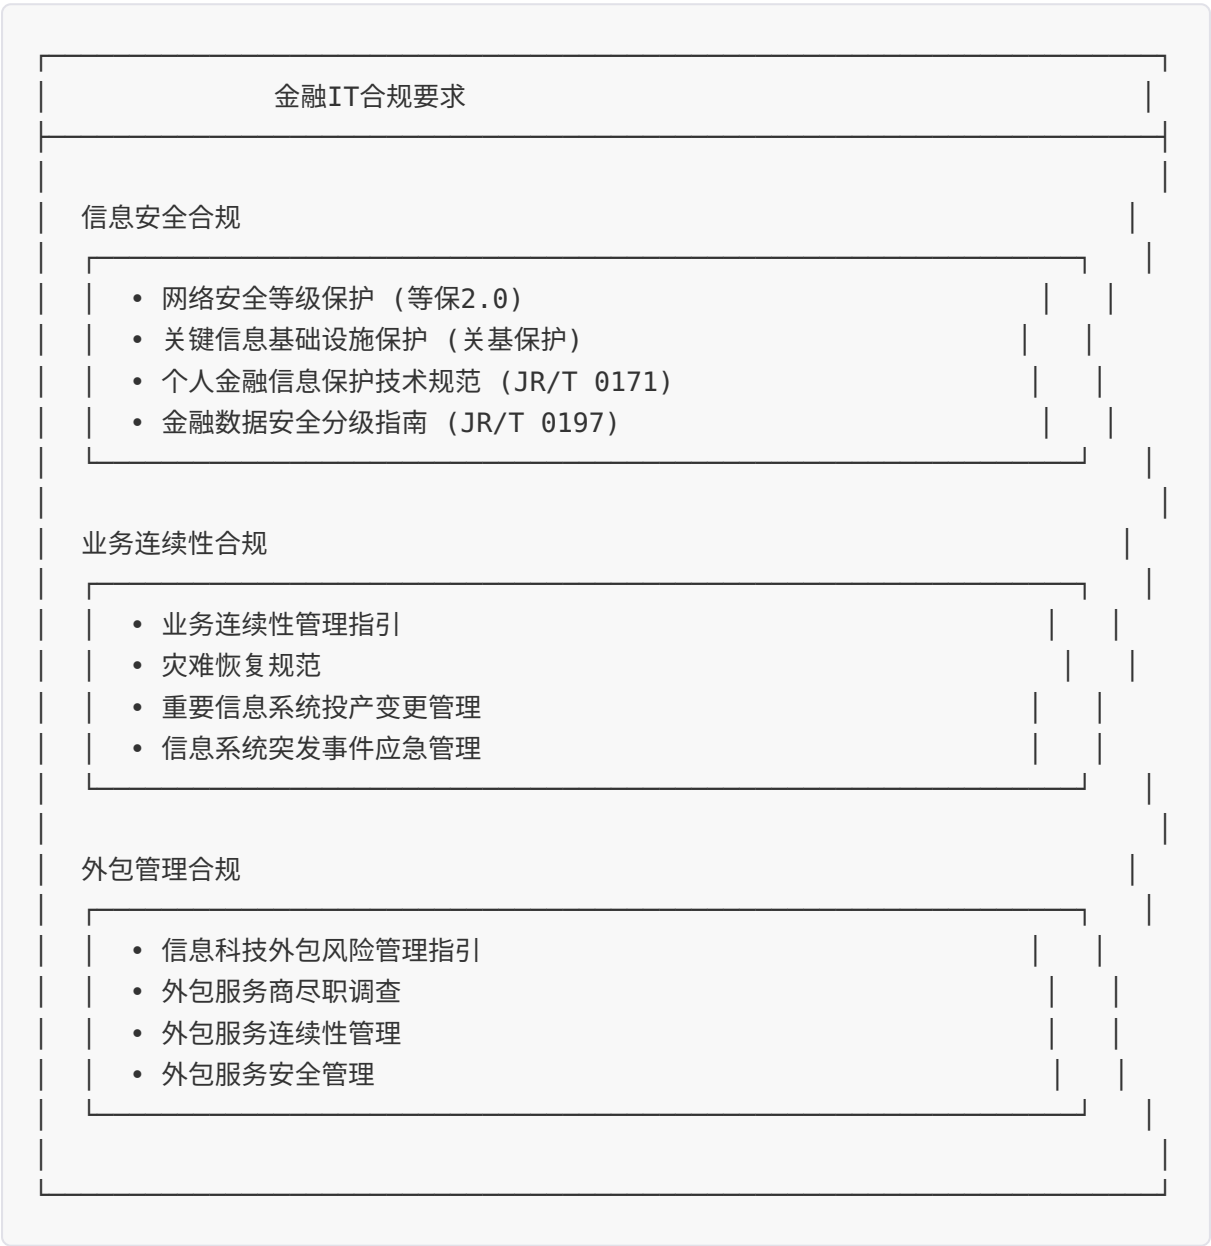 金融IT合规要求
信息安全合规
• 网络安全等级保护 (等保2.0)
• 关键信息基础设施保护 (关基保护)
• 个人金融信息保护技术规范 (JR/T 0171)
• 金融数据安全分级指南 (JR/T 0197)
业务连续性合规
• 业务连续性管理指引
• 灾难恢复规范
• 重要信息系统投产变更管理
• 信息系统突发事件应急管理
外包管理合规
• 信息科技外包风险管理指引
• 外包服务商尽职调查
• 外包服务连续性管理
• 外包服务安全管理